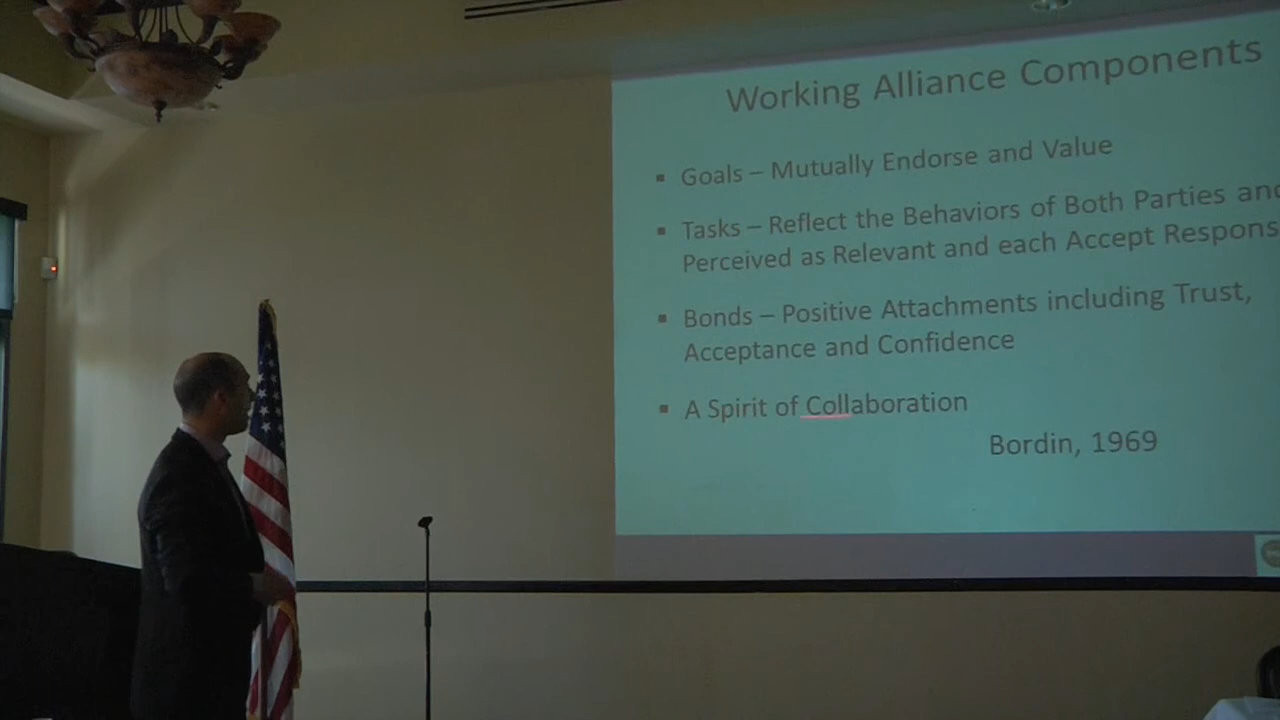 Working Alliance Components
▪ Goals – Mutually Endorse and Value
▪ Tasks – Reflect the Behaviors of Both Parties and
Perceived as Relevant and each Accept Respons
▪ Bonds – Positive Attachments including Trust,
Acceptance and Confidence
▪ A Spirit of Collaboration
Bordin, 1969